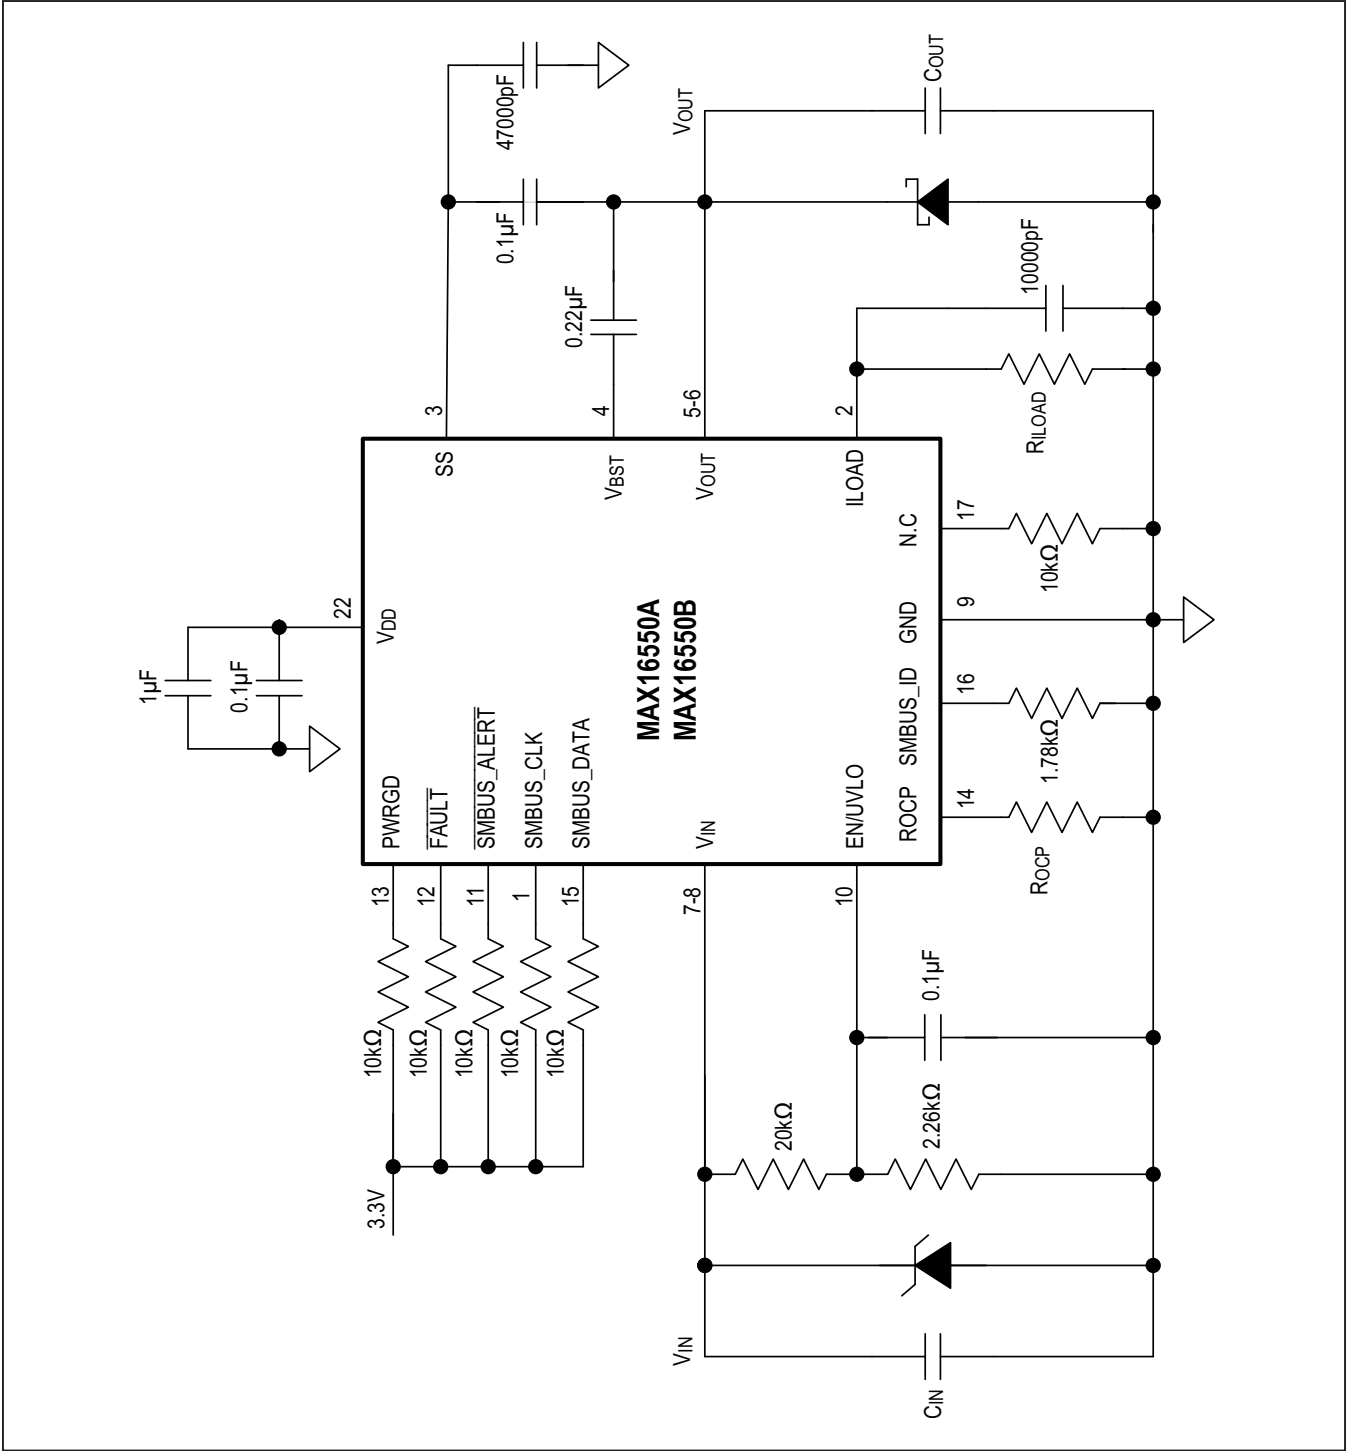 VIN
CIN
3.3V
10kΩ
10kΩ
10kΩ
10kΩ
10kΩ
13
12
11
1
15
7-8
10
20kΩ
2.26kΩ
0.1µF
1µF
0.1µF
22
VDD
PWRGD
FAULT
SMBUS_ALERT
SMBUS_CLK
SMBUS_DATA
VIN
EN/UVLO
MAX16550A
MAX16550B
ROCP
SMBUS_ID
GND
N.C
14
16
9
17
ROCP
1.78kΩ
10kΩ
SS
VBST
VOUT
ILOAD
3
4
5-6
2
47000pF
0.1µF
0.22µF
VOUT
COUT
10000pF
RILOAD